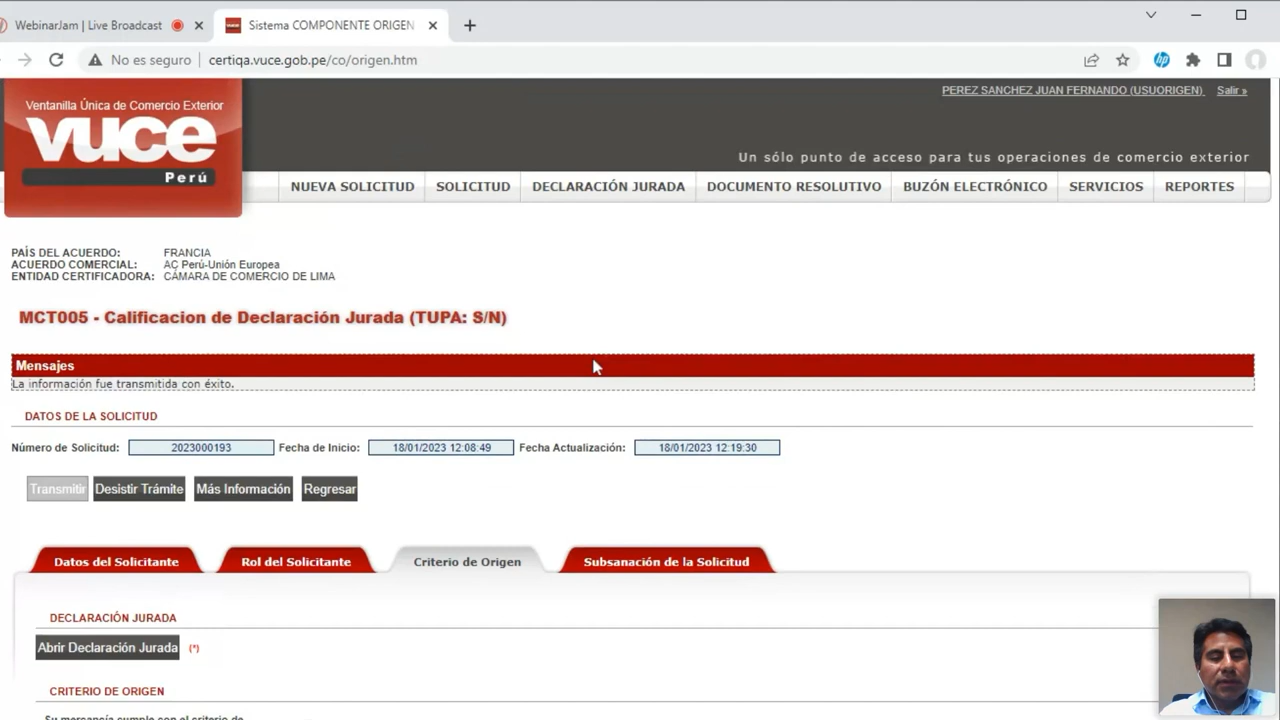 WebinarJam | Live Broadcast
Sistema COMPONENTE ORIGEN
No es seguro certiqa.vuce.gob.pe/co/origen.htm
Ventanilla Única de Comercio Exterior
vuce
Perú
PEREZ SANCHEZ JUAN FERNANDO (USUORIGEN) Salir »
Un sólo punto de acceso para tus operaciones de comercio exterior
NUEVA SOLICITUD SOLICITUD DECLARACIÓN JURADA DOCUMENTO RESOLUTIVO BUZÓN ELECTRÓNICO SERVICIOS REPORTES
PAÍS DEL ACUERDO: FRANCIA
ACUERDO COMERCIAL: AC Perú-Unión Europea
ENTIDAD CERTIFICADORA: CÁMARA DE COMERCIO DE LIMA
MCT005 - Calificacion de Declaración Jurada (TUPA: S/N)
Mensajes
La información fue transmitida con éxito.
DATOS DE LA SOLICITUD
Número de Solicitud: 2023000193 Fecha de Inicio: 18/01/2023 12:08:49 Fecha Actualización: 18/01/2023 12:19:30
Transmitir Desistir Trámite Más Información Regresar
Datos del Solicitante Rol del Solicitante Criterio de Origen Subsanación de la Solicitud
DECLARACIÓN JURADA
Abrir Declaración Jurada (*)
CRITERIO DE ORIGEN
Su mercancía cumple con el criterio de